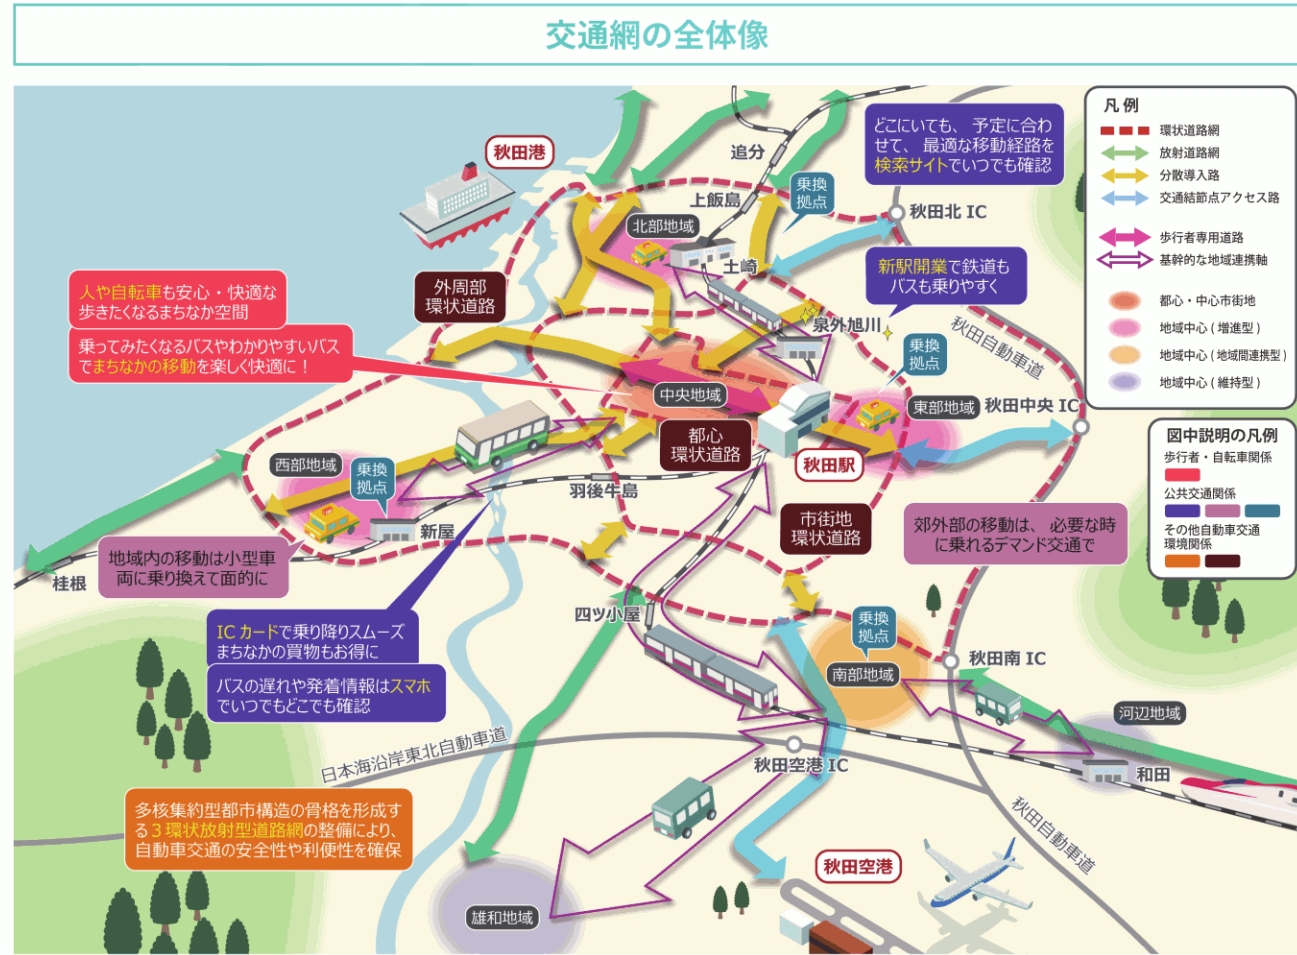 交通網の全体像
秋田港
追分
上飯島
乗換
拠点
北部地域
土崎
どこにいても、予定に合わ
せて、最適な移動経路を
検索サイトでいつでも確認
秋田北 IC
新駅開業で鉄道も
バスも乗りやすく
外周部
環状道路
人や自転車も安心・快適な
歩きたくなるまちなか空間
乗ってみたくなるバスやわかりやすいバス
でまちなかの移動を楽しく快適に！
泉外旭川
乗換
拠点
秋田自動車道
中央地域
東部地域
秋田中央 IC
都心
環状道路
秋田駅
西部地域
乗換
拠点
羽後牛島
新屋
市街地
環状道路
郊外部の移動は、必要な時
に乗れるデマンド交通で
地域内の移動は小型車
両に乗り換えて面的に
桂根
四ツ小屋
IC カードで乗り降りスムーズ
まちなかの買物もお得に
バスの遅れや発着情報はスマホ
でいつでもどこでも確認
乗換
拠点
南部地域
秋田南 IC
河辺地域
和田
日本海沿岸東北自動車道
秋田空港 IC
秋田自動車道
多核集約型都市構造の骨格を形成す
る３環状放射型道路網の整備により、
自動車交通の安全性や利便性を確保
秋田空港
雄和地域
凡 例
環状道路網
放射道路網
分散導入路
交通結節点アクセス路
歩行者専用道路
基幹的な地域連携軸
都心・中心市街地
地域中心 ( 増進型 )
地域中心 ( 地域間連携型 )
地域中心 ( 維持型 )
図中説明の凡例
歩行者・自転車関係
公共交通関係
その他自動車交通
環境関係